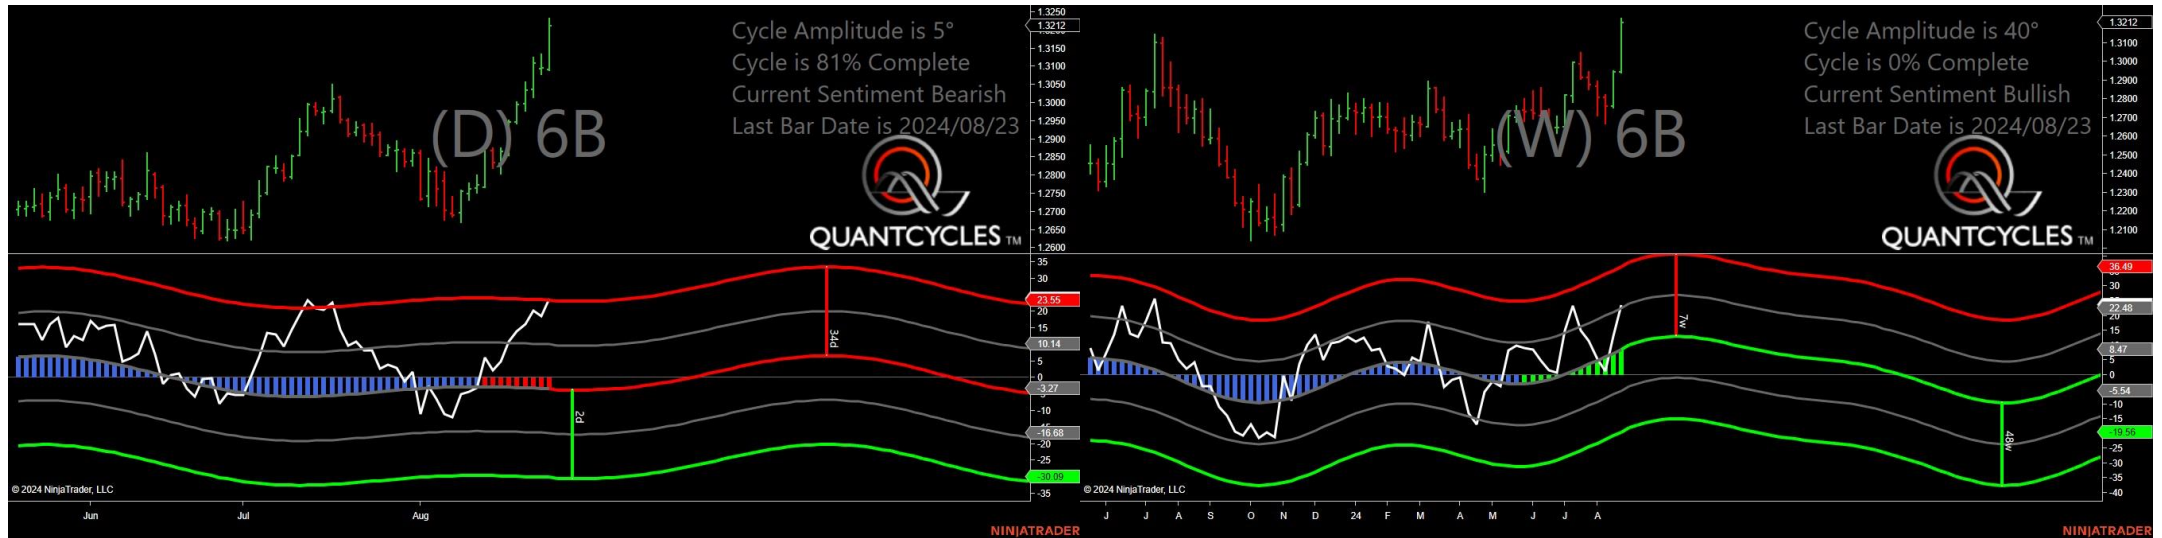 Cycle Amplitude is 5°
Cycle is 81% Complete
Current Sentiment Bearish
Last Bar Date is 2024/08/23
(D) 6B
QUANTCYCLES TM
1.3250
1.3212
1.3150
1.3100
1.3050
1.3000
1.2950
1.2900
1.2850
1.2800
1.2750
1.2700
1.2650
1.2600
35
30
23.55
20
15
10.14
5
0
-3.27
-10
-16.68
-20
-25
-30.09
-35
34d
2d
© 2024 NinjaTrader, LLC
Jun
Jul
Aug
NINJATRADER
Cycle Amplitude is 40°
Cycle is 0% Complete
Current Sentiment Bullish
Last Bar Date is 2024/08/23
(W) 6B
QUANTCYCLES TM
1.3212
1.3100
1.3000
1.2900
1.2800
1.2700
1.2600
1.2500
1.2400
1.2300
1.2200
1.2100
36.49
30
22.48
20
15
8.47
5
0
-5.54
-10
-15
-19.56
-25
-30
-35
-40
7w
48w
© 2024 NinjaTrader, LLC
J
J
A
S
O
N
D
24
F
M
A
M
J
J
A
NINJATRADER